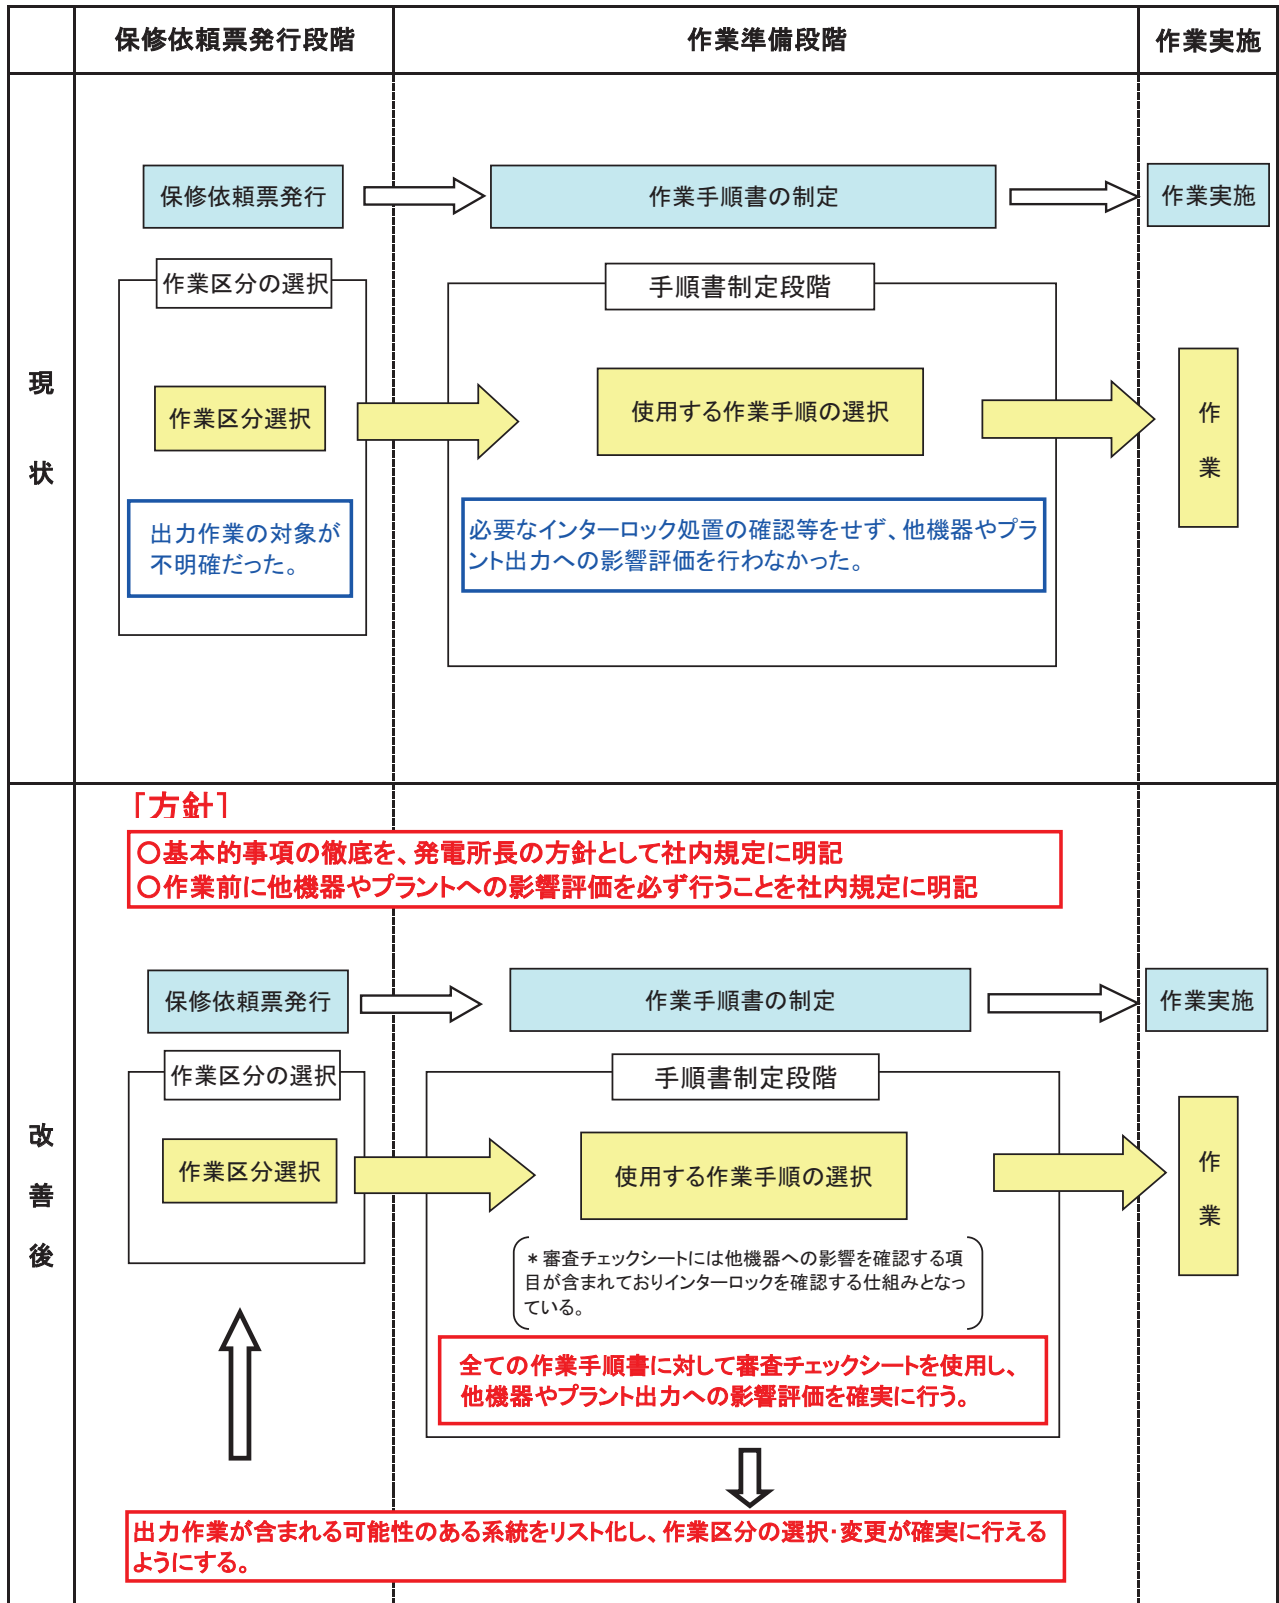 保修依頼票発行段階
作業準備段階
作業実施
現状
保修依頼票発行
作業手順書の制定
作業実施
作業区分の選択
手順書制定段階
作業区分選択
使用する作業手順の選択
作業
出力作業の対象が
不明確だった。
必要なインターロック処置の確認等をせず、他機器やプラ
ント出力への影響評価を行わなかった。
改善後
「方針」
○基本的事項の徹底を、発電所長の方針として社内規定に明記
○作業前に他機器やプラントへの影響評価を必ず行うことを社内規定に明記
保修依頼票発行
作業手順書の制定
作業実施
作業区分の選択
手順書制定段階
作業区分選択
使用する作業手順の選択
作業
＊審査チェックシートには他機器への影響を確認する項
目が含まれておりインターロックを確認する仕組みとなっ
ている。
全ての作業手順書に対して審査チェックシートを使用し、
他機器やプラント出力への影響評価を確実に行う。
出力作業が含まれる可能性のある系統をリスト化し、作業区分の選択・変更が確実に行える
ようにする。